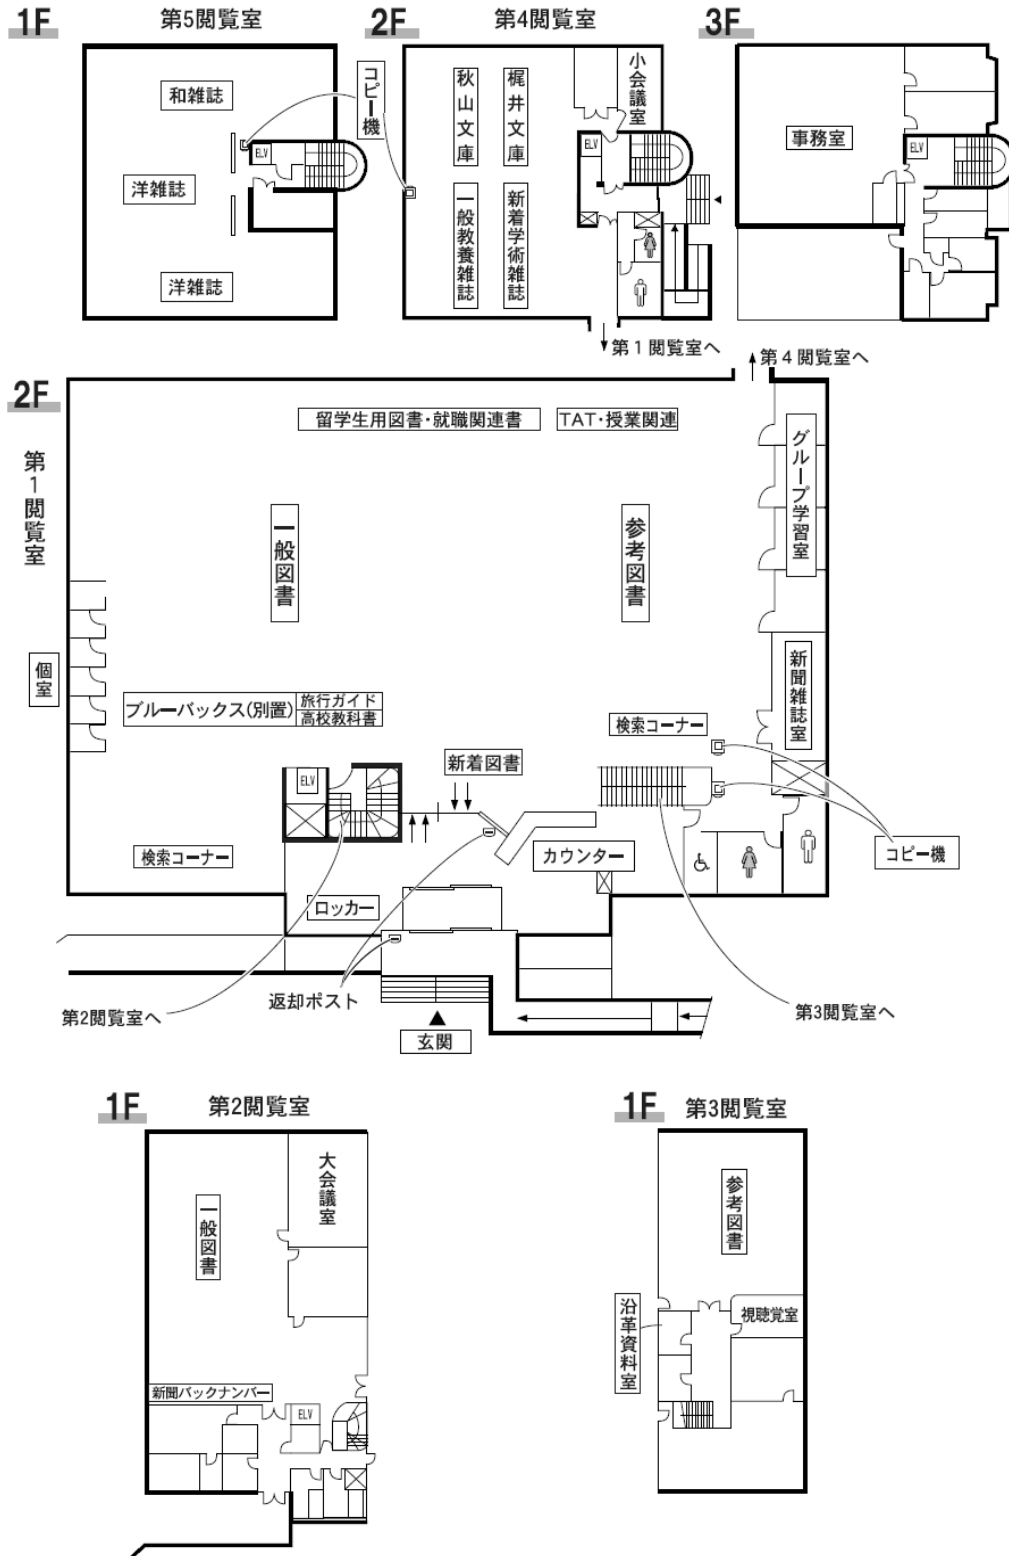 1F
第5閲覧室
和雑誌
洋雑誌
洋雑誌
ELV
コピー機
2F
第4閲覧室
秋山文庫
梶井文庫
一般教養雑誌
新着学術雑誌
小会議室
ELV
第1閲覧室へ
3F
事務室
ELV
第4閲覧室へ
2F
第1閲覧室
留学生用図書・就職関連書
TAT・授業関連
グループ学習室
一般図書
参考図書
個室
新聞雑誌室
ブルーバックス(別置)
旅行ガイド
高校教科書
検索コーナー
新着図書
ELV
検索コーナー
カウンター
コピー機
ロッカー
第2閲覧室へ
返却ポスト
第3閲覧室へ
玄関
1F
第2閲覧室
大会議室
一般図書
新聞バックナンバー
ELV
1F
第3閲覧室
参考図書
沿革資料室
視聴覚室